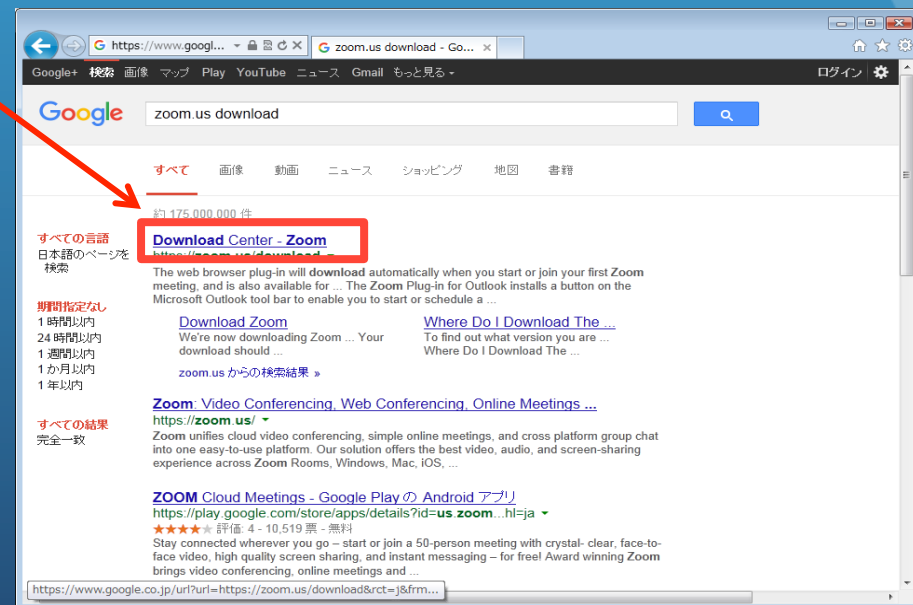 https://www.googl...
zoom.us download - Go...
Google+ 検索 画像 マップ Play YouTube ニュース Gmail もっと見る
ログイン
Google
zoom.us download
すべて 画像 動画 ニュース ショッピング 地図 書籍
約 175,000,000 件
すべての言語
日本語のページを
検索
期間指定なし
1 時間以内
24 時間以内
1 週間以内
1 か月以内
1 年以内
すべての結果
完全一致
Download Center - Zoom
https://zoom.us/download
The web browser plug-in will download automatically when you start or join your first Zoom
meeting, and is also available for ... The Zoom Plug-in for Outlook installs a button on the
Microsoft Outlook tool bar to enable you to start or schedule a ...
Download Zoom
We're now downloading Zoom ... Your
download should ...
Where Do I Download The ...
To find out what version you are ...
Where Do I Download The ...
zoom.us からの検索結果 »
Zoom: Video Conferencing, Web Conferencing, Online Meetings ...
https://zoom.us/
Zoom unifies cloud video conferencing, simple online meetings, and cross platform group chat
into one easy-to-use platform. Our solution offers the best video, audio, and screen-sharing
experience across Zoom Rooms, Windows, Mac, iOS, ...
ZOOM Cloud Meetings - Google Play の Android アプリ
https://play.google.com/store/apps/details?id=us.zoom...hl=ja
★★★★★ 評価: 4 - 10,519 票 - 無料
Stay connected wherever you go – start or join a 50-person meeting with crystal- clear, face-to-
face video, high quality screen sharing, and instant messaging – for free! Award winning Zoom
brings video conferencing, online meetings and ...
https://www.google.co.jp/url?url=https://zoom.us/download&rct=j&frm...